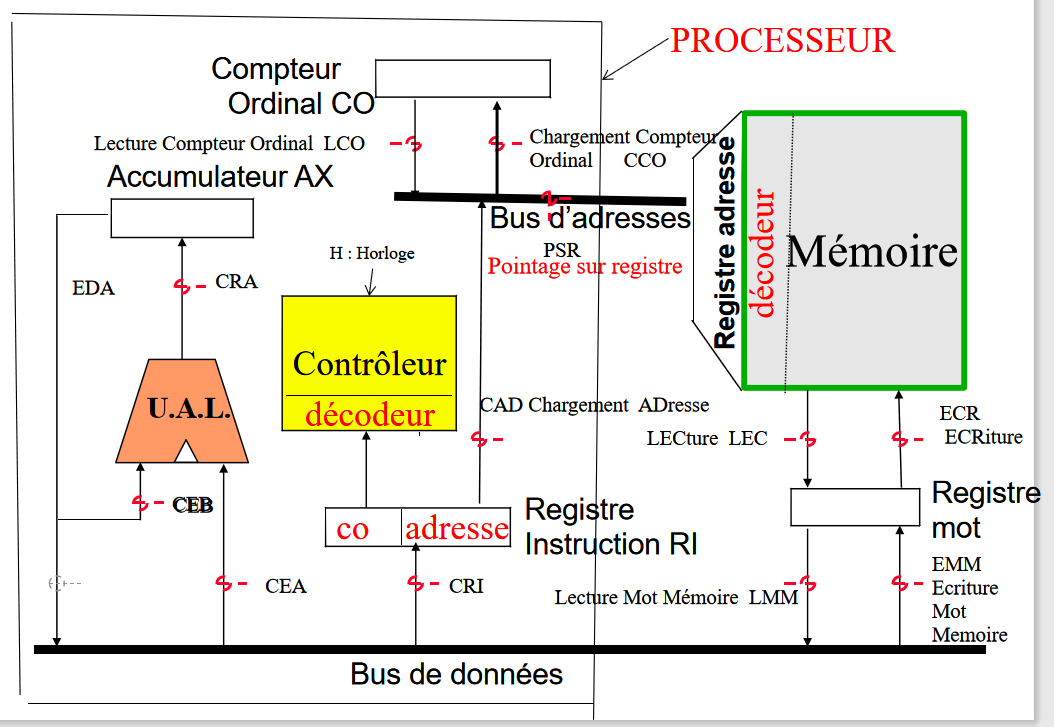 PROCESSEUR
Compteur
Ordinal CO
Lecture Compteur Ordinal LCO
Chargement Compteur
Ordinal CCO
Accumulateur AX
Bus d’adresses
PSR
Pointage sur registre
H : Horloge
EDA
CRA
Contrôleur
décodeur
U.A.L.
CAD Chargement ADresse
Registre adresse
décodeur
Mémoire
LECture LEC
ECR
ECRiture
CEB
co
adresse
Registre
Instruction RI
Registre
mot
CEA
CRI
Lecture Mot Mémoire LMM
EMM
Ecriture
Mot
Memoire
Bus de données